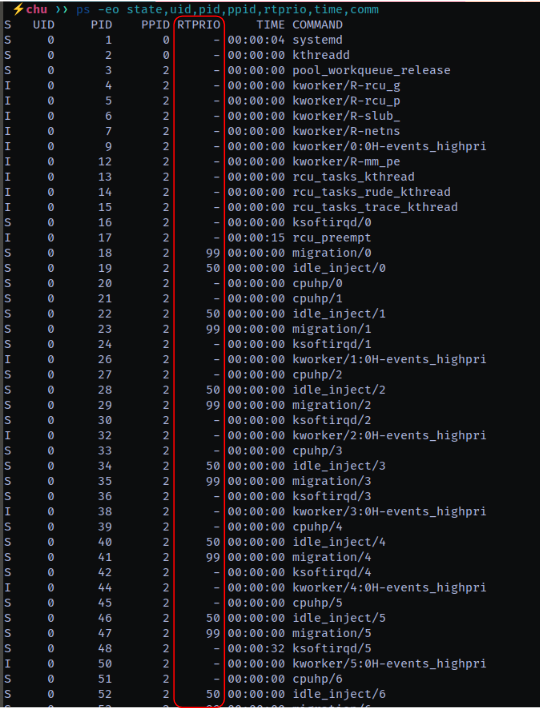 ⚡chu ❯❯ ps -eo state,uid,pid,ppid,rtprio,time,comm
S UID PID PPID RTPRIO TIME COMMAND
S 0 1 0 - 00:00:04 systemd
S 0 2 0 - 00:00:00 kthreadd
S 0 3 2 - 00:00:00 pool_workqueue_release
I 0 4 2 - 00:00:00 kworker/R-rcu_g
I 0 5 2 - 00:00:00 kworker/R-rcu_p
I 0 6 2 - 00:00:00 kworker/R-slub_
I 0 7 2 - 00:00:00 kworker/R-netns
I 0 9 2 - 00:00:00 kworker/0:0H-events_highpri
I 0 12 2 - 00:00:00 kworker/R-mm_pe
I 0 13 2 - 00:00:00 rcu_tasks_kthread
I 0 14 2 - 00:00:00 rcu_tasks_rude_kthread
I 0 15 2 - 00:00:00 rcu_tasks_trace_kthread
S 0 16 2 - 00:00:00 ksoftirqd/0
I 0 17 2 - 00:00:15 rcu_preempt
S 0 18 2 99 00:00:00 migration/0
S 0 19 2 50 00:00:00 idle_inject/0
S 0 20 2 - 00:00:00 cpuhp/0
S 0 21 2 - 00:00:00 cpuhp/1
S 0 22 2 50 00:00:00 idle_inject/1
S 0 23 2 99 00:00:00 migration/1
S 0 24 2 - 00:00:00 ksoftirqd/1
I 0 26 2 - 00:00:00 kworker/1:0H-events_highpri
S 0 27 2 - 00:00:00 cpuhp/2
S 0 28 2 50 00:00:00 idle_inject/2
S 0 29 2 99 00:00:00 migration/2
S 0 30 2 - 00:00:00 ksoftirqd/2
I 0 32 2 - 00:00:00 kworker/2:0H-events_highpri
S 0 33 2 - 00:00:00 cpuhp/3
S 0 34 2 50 00:00:00 idle_inject/3
S 0 35 2 99 00:00:00 migration/3
S 0 36 2 - 00:00:00 ksoftirqd/3
I 0 38 2 - 00:00:00 kworker/3:0H-events_highpri
S 0 39 2 - 00:00:00 cpuhp/4
S 0 40 2 50 00:00:00 idle_inject/4
S 0 41 2 99 00:00:00 migration/4
S 0 42 2 - 00:00:00 ksoftirqd/4
I 0 44 2 - 00:00:00 kworker/4:0H-events_highpri
S 0 45 2 - 00:00:00 cpuhp/5
S 0 46 2 50 00:00:00 idle_inject/5
S 0 47 2 99 00:00:00 migration/5
S 0 48 2 - 00:00:32 ksoftirqd/5
I 0 50 2 - 00:00:00 kworker/5:0H-events_highpri
S 0 51 2 - 00:00:00 cpuhp/6
S 0 52 2 50 00:00:00 idle_inject/6